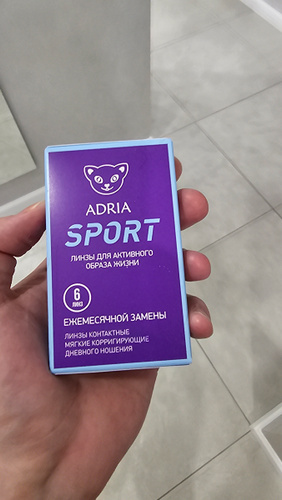 ADRIA
SPORT
ЛИНЗЫ ДЛЯ АКТИВНОГО
ОБРАЗА ЖИЗНИ
6
ЛИНЗ
ЕЖЕМЕСЯЧНОЙ ЗАМЕНЫ
ЛИНЗЫ КОНТАКТНЫЕ
МЯГКИЕ КОРРИГИРУЮЩИЕ
ДНЕВНОГО НОШЕНИЯ